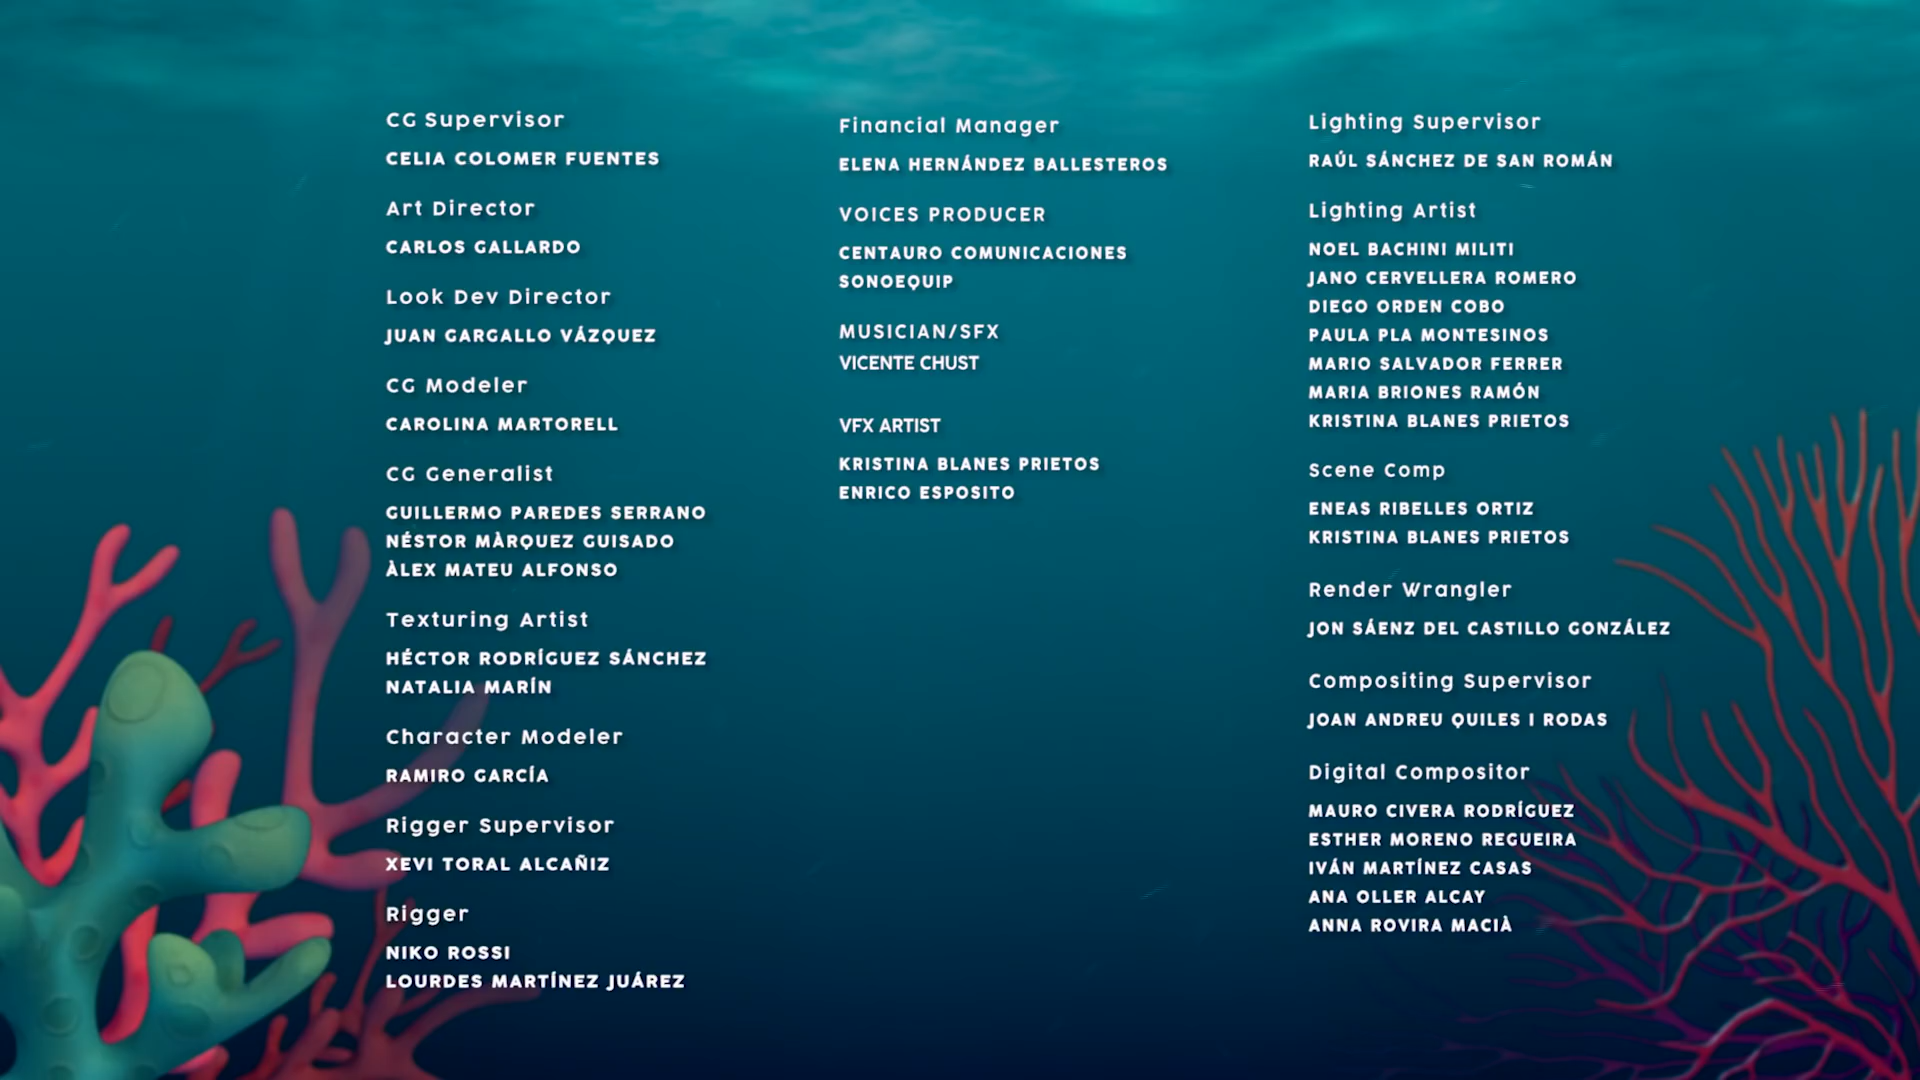 CG Supervisor
CELIA COLOMER FUENTES
Art Director
CARLOS GALLARDO
Look Dev Director
JUAN GARGALLO VÁZQUEZ
CG Modeler
CAROLINA MARTORELL
CG Generalist
GUILLERMO PAREDES SERRANO
NÉSTOR MÀRQUEZ GUISADO
ÀLEX MATEU ALFONSO
Texturing Artist
HÉCTOR RODRÍGUEZ SÁNCHEZ
NATALIA MARÍN
Character Modeler
RAMIRO GARCÍA
Rigger Supervisor
XEVI TORAL ALCAÑIZ
Rigger
NIKO ROSSI
LOURDES MARTÍNEZ JUÁREZ
Financial Manager
ELENA HERNÁNDEZ BALLESTEROS
VOICES PRODUCER
CENTAURO COMUNICACIONES
SONOEQUIP
MUSICIAN/SFX
VICENTE CHUST
VFX ARTIST
KRISTINA BLANES PRIETOS
ENRICO ESPOSITO
Lighting Supervisor
RAÚL SÁNCHEZ DE SAN ROMÁN
Lighting Artist
NOEL BACHINI MILITI
JANO CERVELLERA ROMERO
DIEGO ORDEN COBO
PAULA PLA MONTESINOS
MARIO SALVADOR FERRER
MARIA BRIONES RAMÓN
KRISTINA BLANES PRIETOS
Scene Comp
ENEAS RIBELLES ORTIZ
KRISTINA BLANES PRIETOS
Render Wrangler
JON SÁENZ DEL CASTILLO GONZÁLEZ
Compositing Supervisor
JOAN ANDREU QUILES I RODAS
Digital Compositor
MAURO CIVERA RODRÍGUEZ
ESTHER MORENO REGUEIRA
IVÁN MARTÍNEZ CASAS
ANA OLLER ALCAY
ANNA ROVIRA MACIÀ